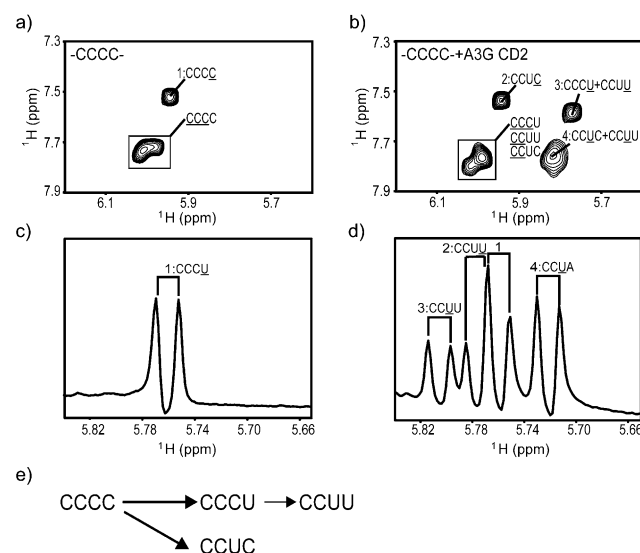 a)
-CCCC-
7.3
7.5
7.7
7.9
¹H (ppm)
1:CCCC
CCCC
6.1
5.9
5.7
¹H (ppm)
b)
-CCCC-+A3G CD2
7.3
7.5
7.7
7.9
¹H (ppm)
2:CCUC
3:CCCU+CCUU
CCCU
CCUU
CCUC
4:CCUC+CCUU
6.1
5.9
5.7
¹H (ppm)
c)
1:CCCU
5.82
5.78
5.74
5.70
5.66
¹H (ppm)
d)
2:CCUU 1
4:CCUA
3:CCUU
5.82
5.78
5.74
5.70
5.66
¹H (ppm)
e)
CCCC CCCU CCUU
CCUC